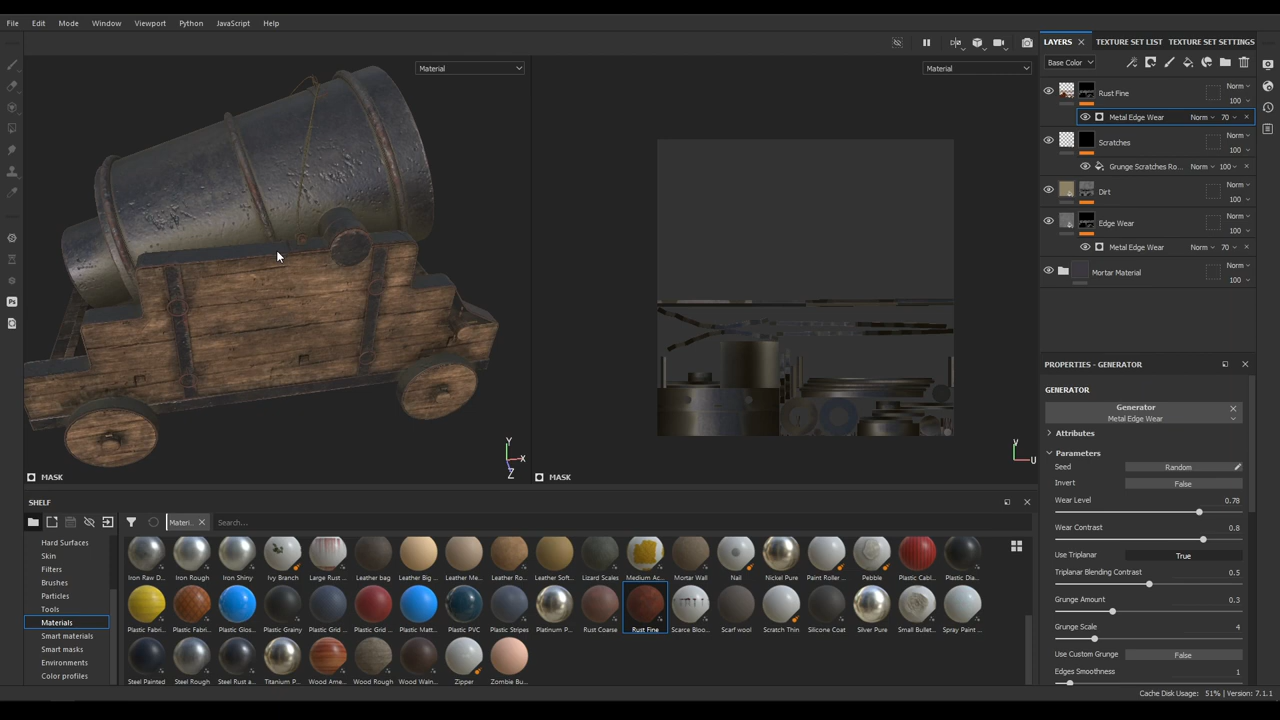 File Edit Mode Window Viewport Python JavaScript Help
Material
Material
Y
X
Z
V
U
MASK
MASK
LAYERS TEXTURE SET LIST TEXTURE SET SETTINGS
Base Color
Rust Fine Norm 100
Metal Edge Wear Norm 70
Scratches Norm 100
Grunge Scratches Ro... Norm 100
Dirt Norm 100
Edge Wear Norm 100
Metal Edge Wear Norm 70
Mortar Material Norm 100
PROPERTIES - GENERATOR
GENERATOR
Generator
Metal Edge Wear
Attributes
Parameters
Seed Random
Invert False
Wear Level 0.78
Wear Contrast 0.8
Use Triplanar True
Triplanar Blending Contrast 0.5
Grunge Amount 0.3
Grunge Scale 4
Use Custom Grunge False
Edges Smoothness 1
Ps
SHELF
Materi... Search...
Hard Surfaces
Skin
Filters
Brushes
Particles
Tools
Materials
Smart materials
Smart masks
Environments
Color profiles
Iron Raw D... Iron Rough Iron Shiny Ivy Branch Large Rust ... Leather bag Leather Big ... Leather Me... Leather Ro... Leather Soft... Lizard Scales Medium Ac... Mortar Wall Nail Nickel Pure Paint Roller ... Pebble Plastic Cabl... Plastic Dia...
Plastic Fabri... Plastic Fabri... Plastic Glos... Plastic Grainy Plastic Grid ... Plastic Grid ... Plastic Matt... Plastic PVC Plastic Stripes Platinum P... Rust Coarse Rust Fine Scarce Bloo... Scarf wool Scratch Thin Silicone Coat Silver Pure Small Bullet... Spray Paint ...
Steel Painted Steel Rough Steel Rust a... Titanium P... Wood Ame... Wood Rough Wood Waln... Zipper Zombie Bu...
Cache Disk Usage: 51% | Version: 7.1.1